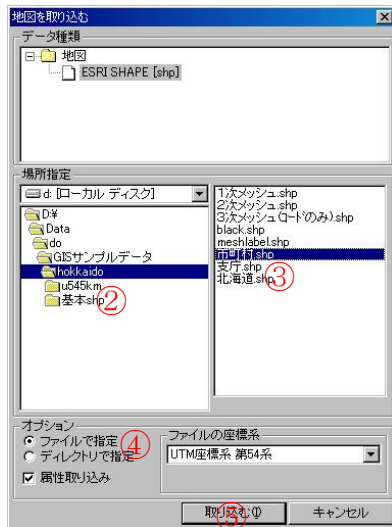 地図を取り込む
データ種類
地図
ESRI SHAPE [shp]
場所指定
d: [ローカル ディスク]
D:¥
Data
do
GISサンプルデータ
hokkaido
u545km
基本shp
②
1次メッシュ.shp
2次メッシュ.shp
3次メッシュ(コードのみ).shp
black.shp
meshlabel.shp
市町村.shp
支庁.shp
北海道.shp
③
オプション
ファイルで指定
ディレクトリで指定
④
属性取り込み
ファイルの座標系
UTM座標系 第54系
取り込む(I)
⑤
キャンセル